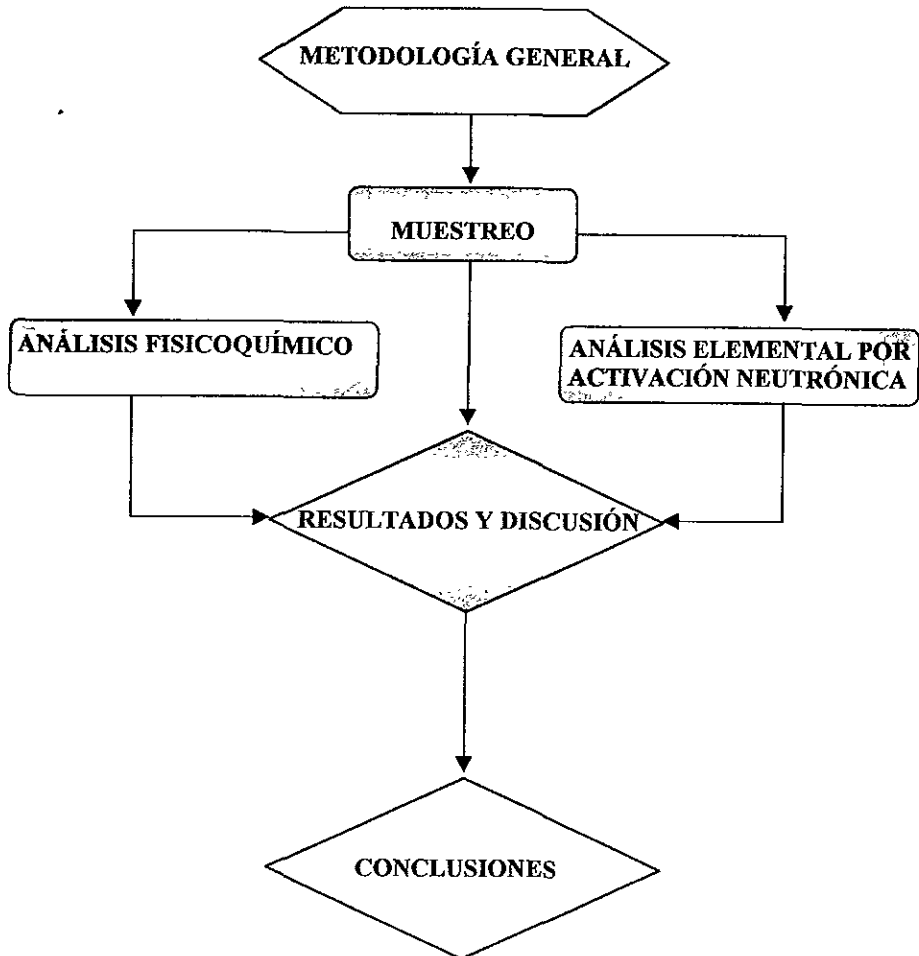 METODOLOGÍA GENERAL
MUESTREO
ANÁLISIS FISICOQUÍMICO
ANÁLISIS ELEMENTAL POR
ACTIVACIÓN NEUTRÓNICA
RESULTADOS Y DISCUSIÓN
CONCLUSIONES